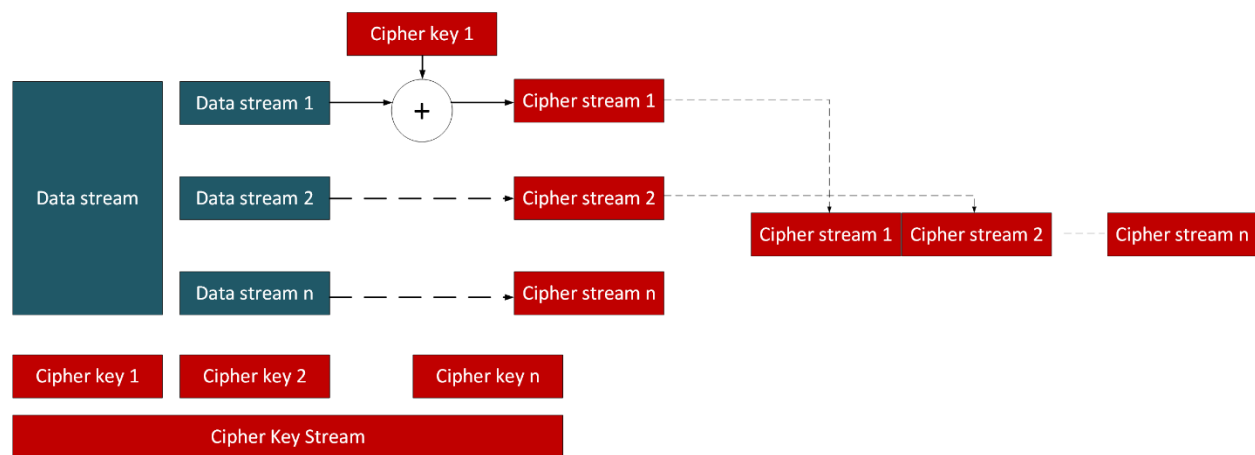 Cipher key 1
Data stream
Data stream 1
+
Cipher stream 1
Data stream 2
Cipher stream 2
Cipher stream 1
Cipher stream 2
Cipher stream n
Data stream n
Cipher stream n
Cipher key 1
Cipher key 2
Cipher key n
Cipher Key Stream